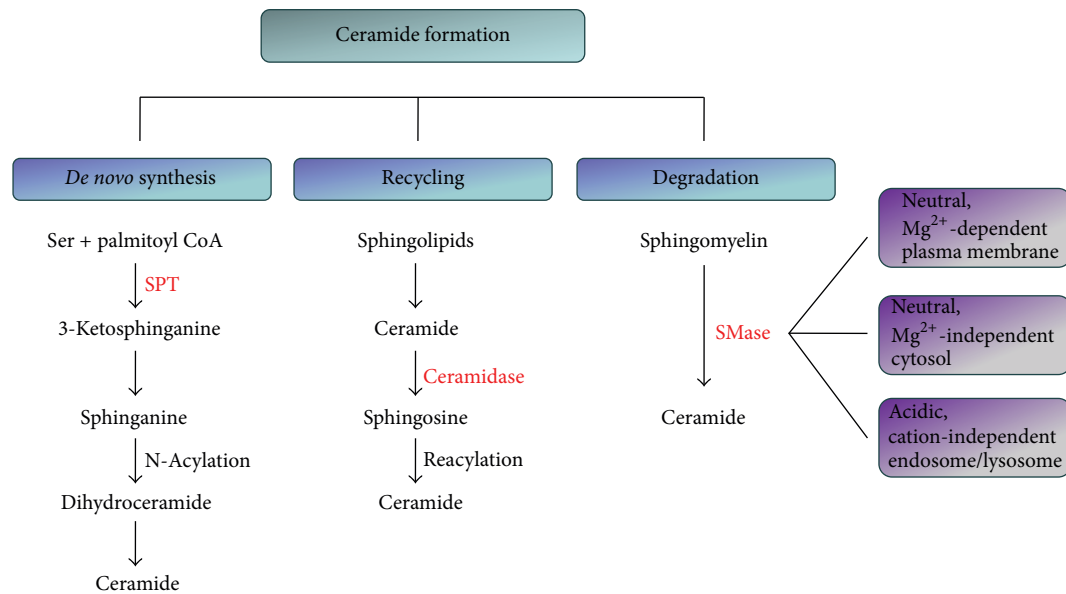 Ceramide formation
De novo synthesis
Ser + palmitoyl CoA
SPT
3-Ketosphinganine
Sphinganine
N-Acylation
Dihydroceramide
Ceramide
Recycling
Sphingolipids
Ceramide
Ceramidase
Sphingosine
Reacylation
Ceramide
Degradation
Sphingomyelin
SMase
Ceramide
Neutral,
Mg²⁺-dependent
plasma membrane
Neutral,
Mg²⁺-independent
cytosol
Acidic,
cation-independent
endosome/lysosome